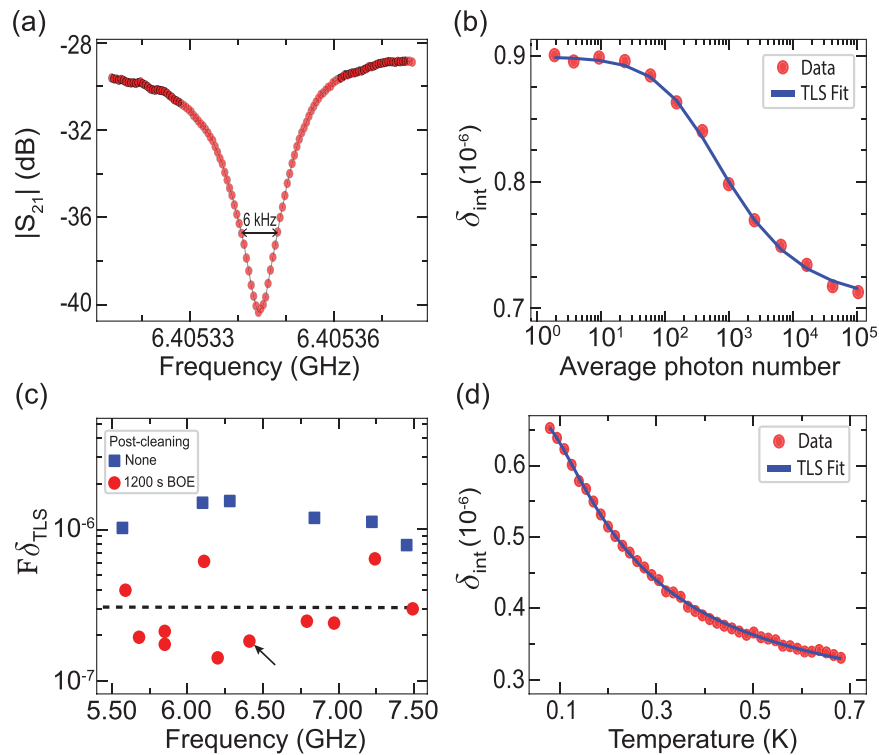 (a)
-28
-31
-34
-36
-40
|S21| (dB)
6 kHz
6.40533
6.40536
Frequency (GHz)
(b)
0.9
0.8
0.7
δint (10-6)
Data
TLS Fit
10^0
10^1
10^2
10^3
10^4
10^5
Average photon number
(c)
Post-cleaning
None
1200 s BOE
10^-6
10^-7
FδTLS
5.50
6.00
6.50
7.00
7.50
Frequency (GHz)
(d)
0.6
0.5
0.4
0.3
δint (10-6)
Data
TLS Fit
0.1
0.3
0.5
0.7
Temperature (K)